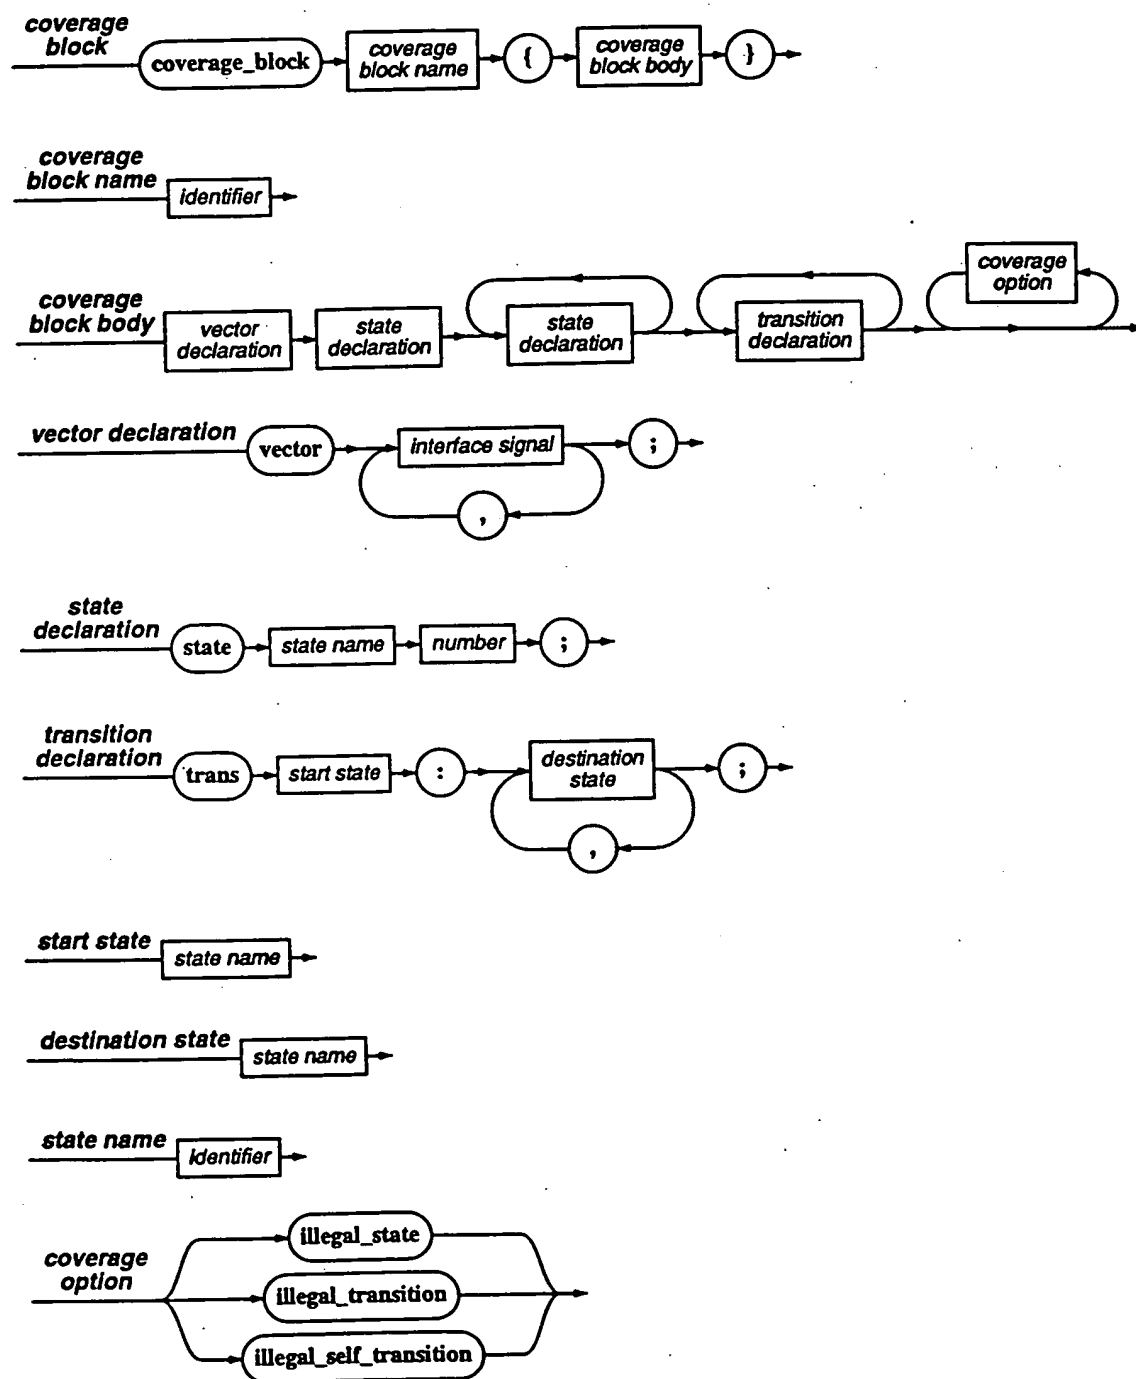 coverage
block
coverage_block
coverage
block name
{
coverage
block body
}
coverage
block name
identifier
coverage
block body
vector
declaration
state
declaration
state
declaration
transition
declaration
coverage
option
vector declaration
vector
interface signal
;
,
state
declaration
state
state name
number
;
transition
declaration
trans
start state
:
destination
state
;
,
start state
state name
destination state
state name
state name
identifier
coverage
option
illegal_state
illegal_transition
illegal_self_transition